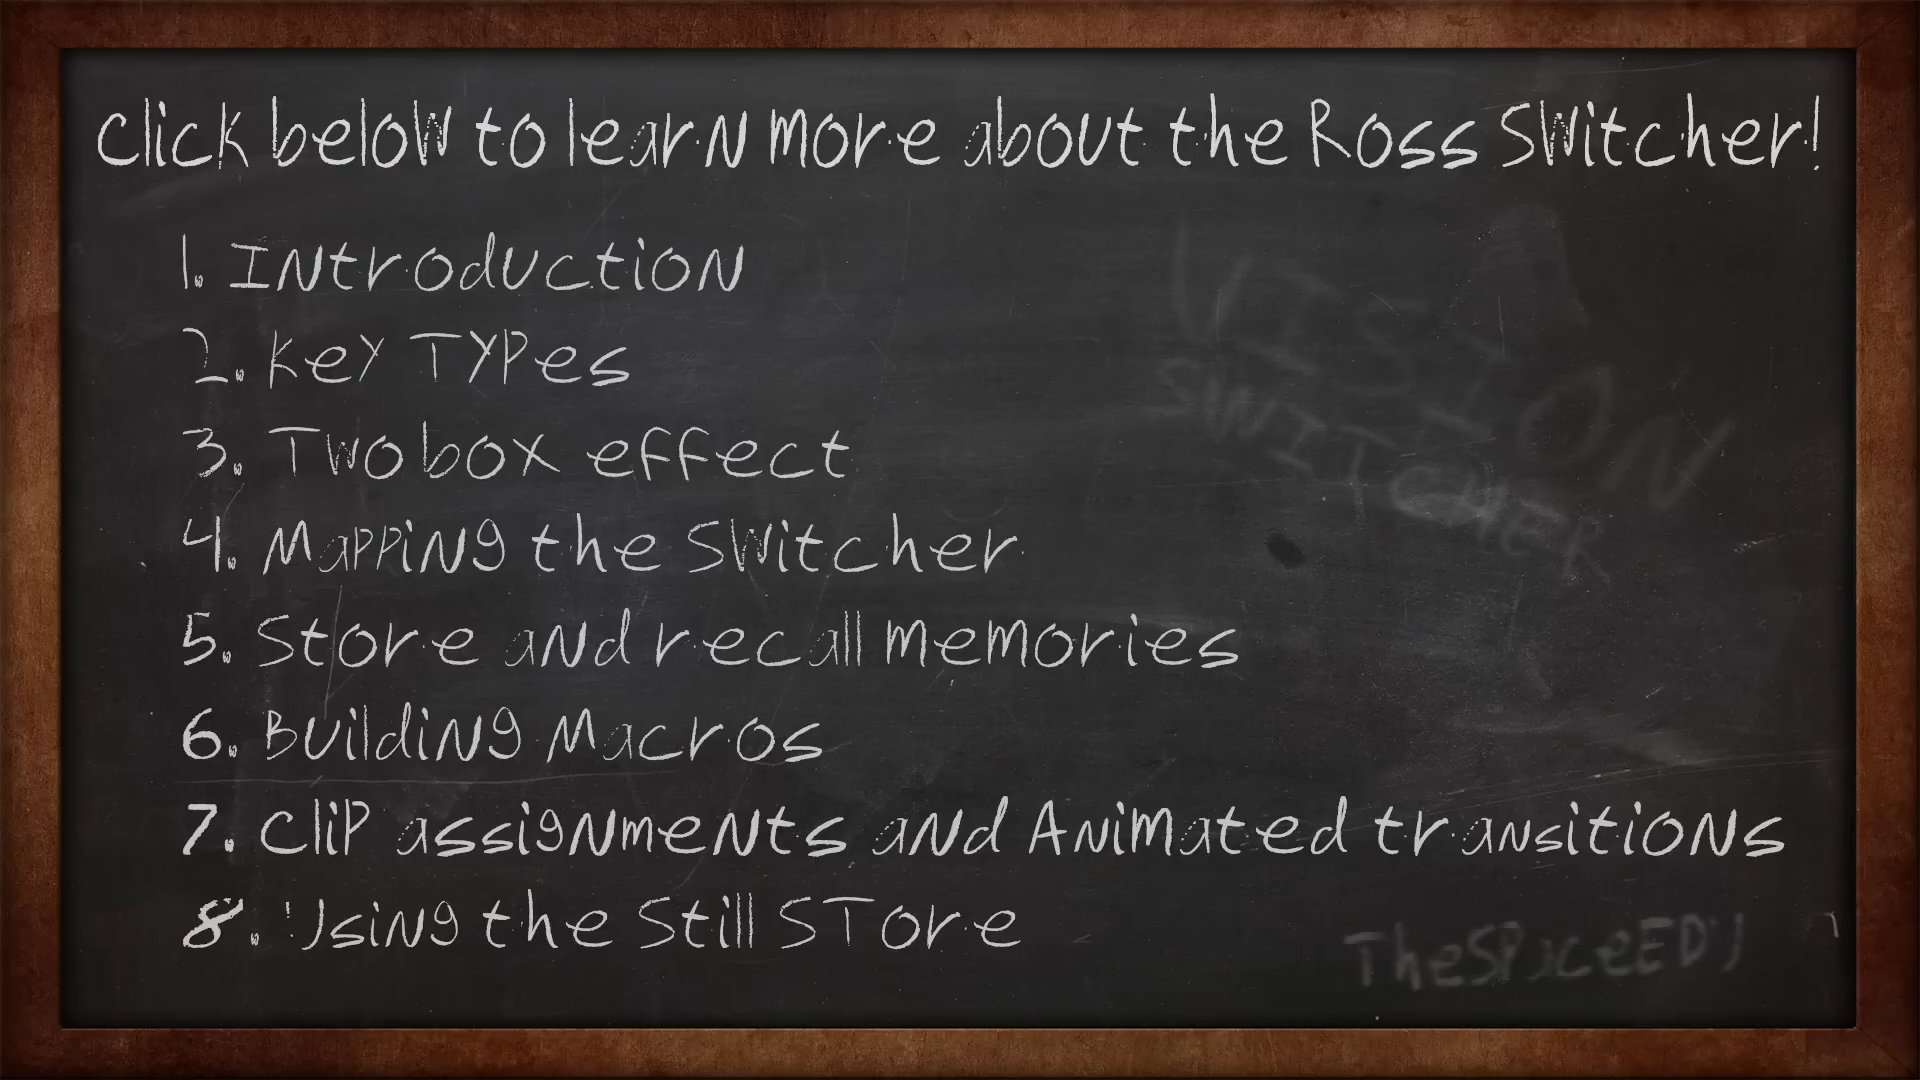 Click below to learn more about the Ross Switcher!
1. Introduction
2. Key Types
3. Two box effect
4. Mapping the Switcher
5. Store and recall memories
6. Building Macros
7. Clip assignments and Animated transitions
8. Using the Still STore
VISION
SWITCHER